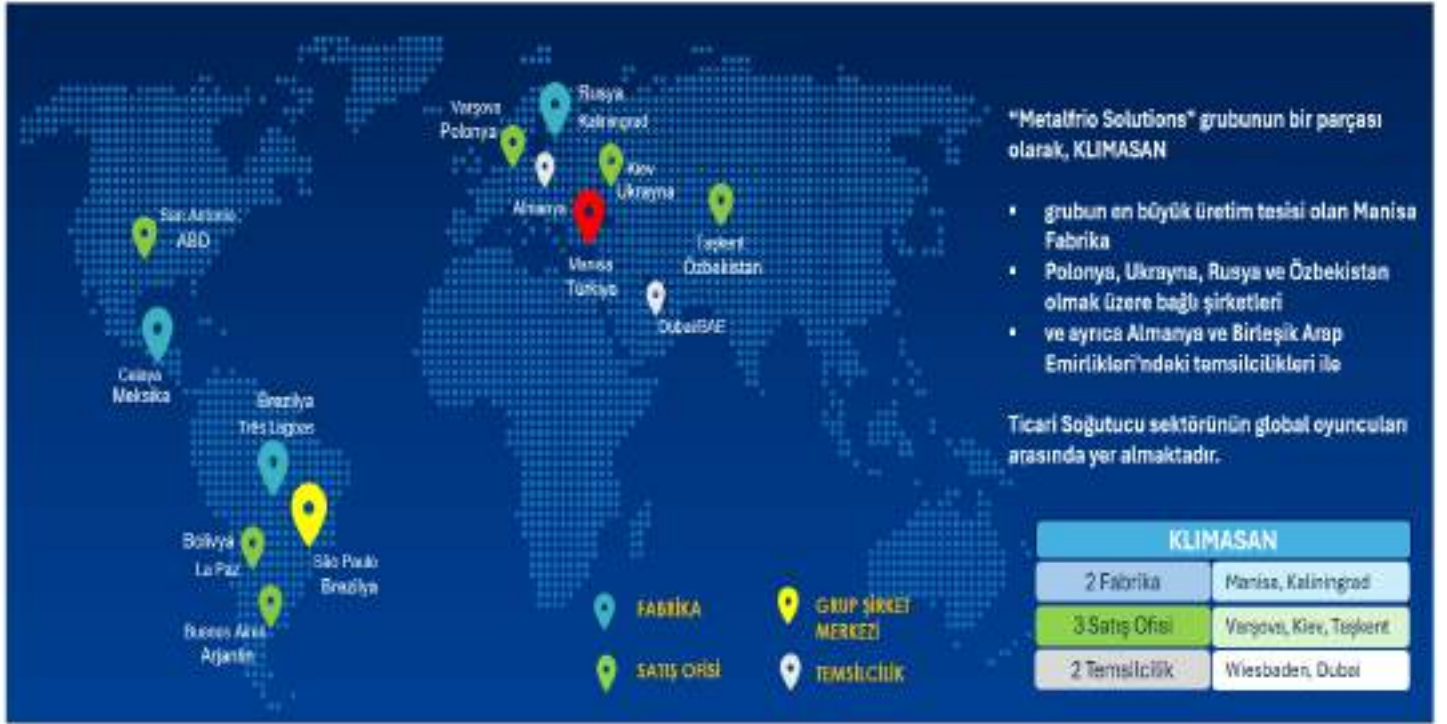 Rusya
Kaliningrad
Varşova
Polonya
Kiev
Ukrayna
Almanya
San Antonio
ABD
Taşkent
Özbekistan
Manisa
Türkiye
Dubai/BAE
Celaya
Meksika
Brezilya
Três Lagoas
Bolivya
La Paz
São Paulo
Brezilya
Buenos Aires
Arjantin
FABRİKA
SATIŞ OFİSİ
GRUP ŞİRKET
MERKEZİ
TEMSİLCİLİK
"Metalfrio Solutions" grubunun bir parçası
olarak, KLIMASAN
▪ grubun en büyük üretim tesisi olan Manisa
Fabrika
▪ Polonya, Ukrayna, Rusya ve Özbekistan
olmak üzere bağlı şirketleri
▪ ve ayrıca Almanya ve Birleşik Arap
Emirlikleri'ndeki temsilcilikleri ile
Ticari Soğutucu sektörünün global oyuncuları
arasında yer almaktadır.
KLIMASAN
2 Fabrika Manisa, Kaliningrad
3 Satış Ofisi Varşova, Kiev, Taşkent
2 Temsilcilik Wiesbaden, Dubai